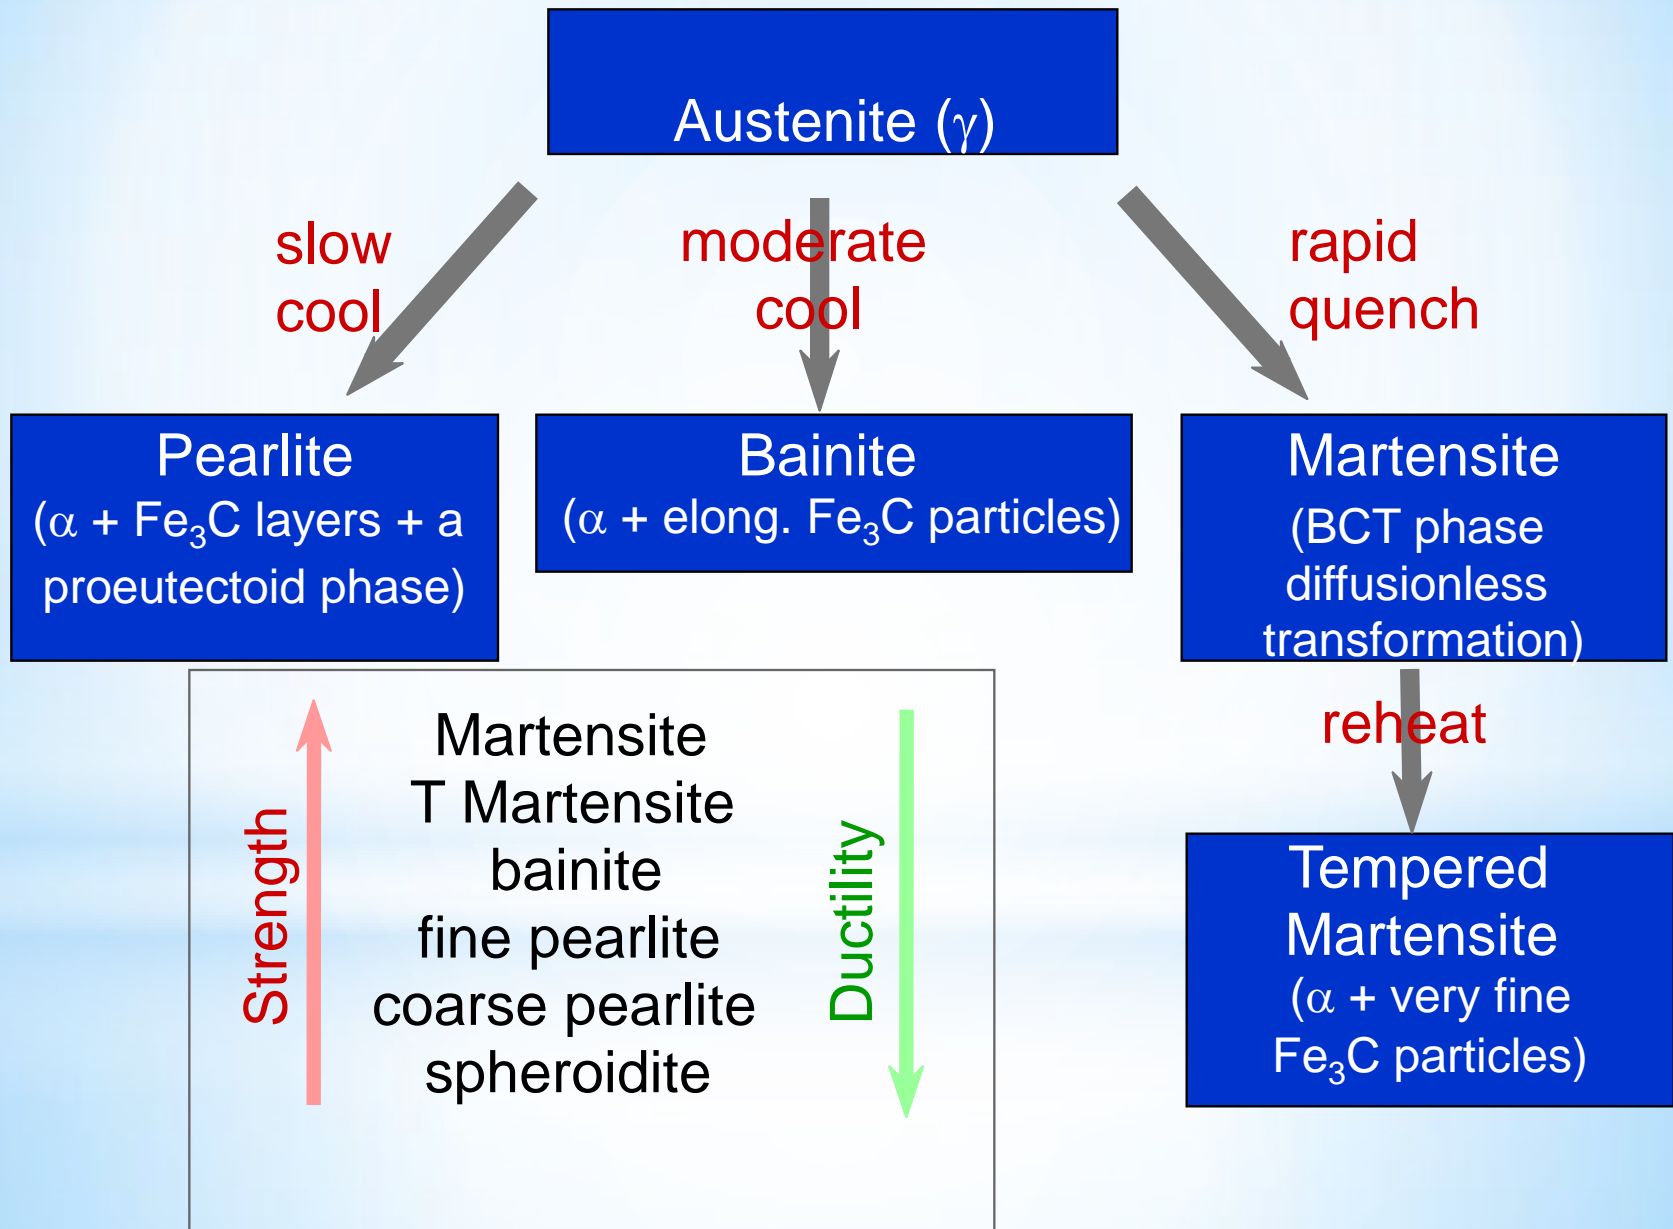 Austenite (γ)
slow
cool
moderate
cool
rapid
quench
Pearlite
(α + Fe₃C layers + a
proeutectoid phase)
Bainite
(α + elong. Fe₃C particles)
Martensite
(BCT phase
diffusionless
transformation)
reheat
Tempered
Martensite
(α + very fine
Fe₃C particles)
Strength
Martensite
T Martensite
bainite
fine pearlite
coarse pearlite
spheroidite
Ductility